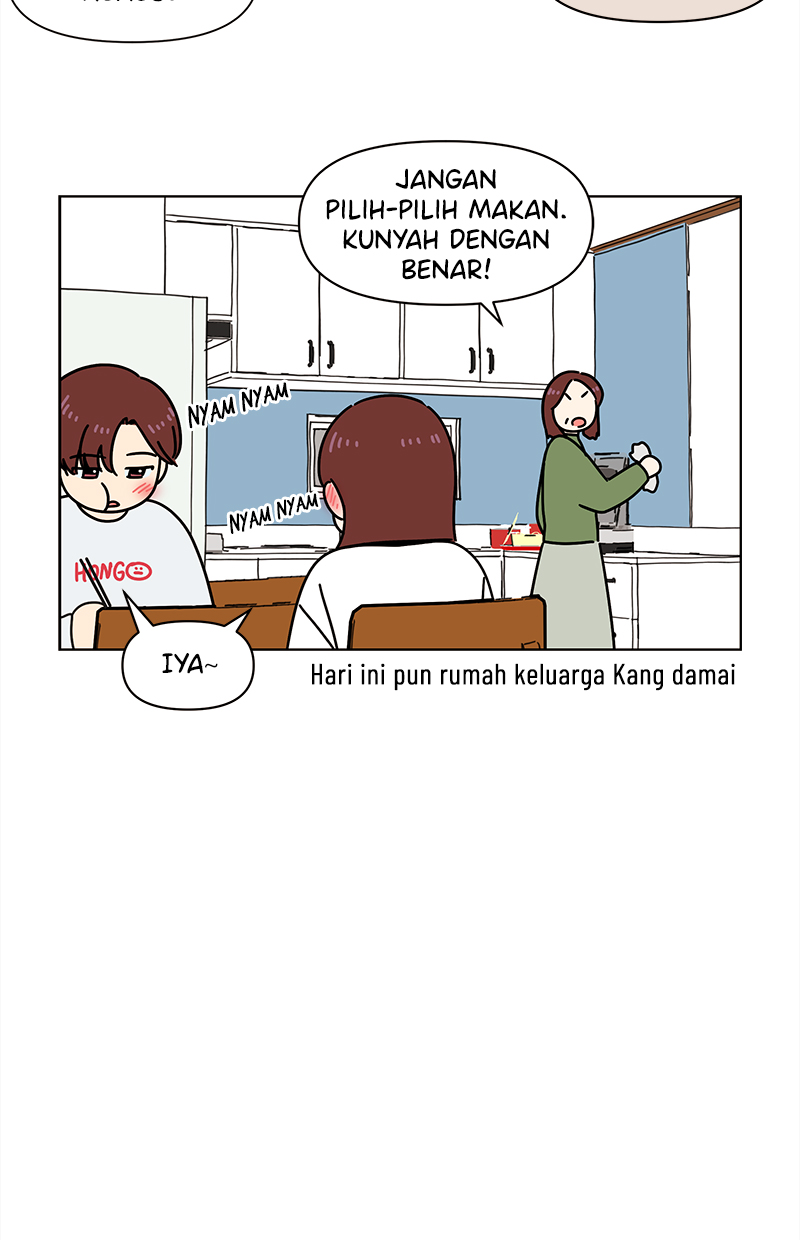 JANGAN
PILIH-PILIH MAKAN.
KUNYAH DENGAN
BENAR!
NYAM NYAM
NYAM NYAM
HONGO
IYA~
Hari ini pun rumah keluarga Kang damai